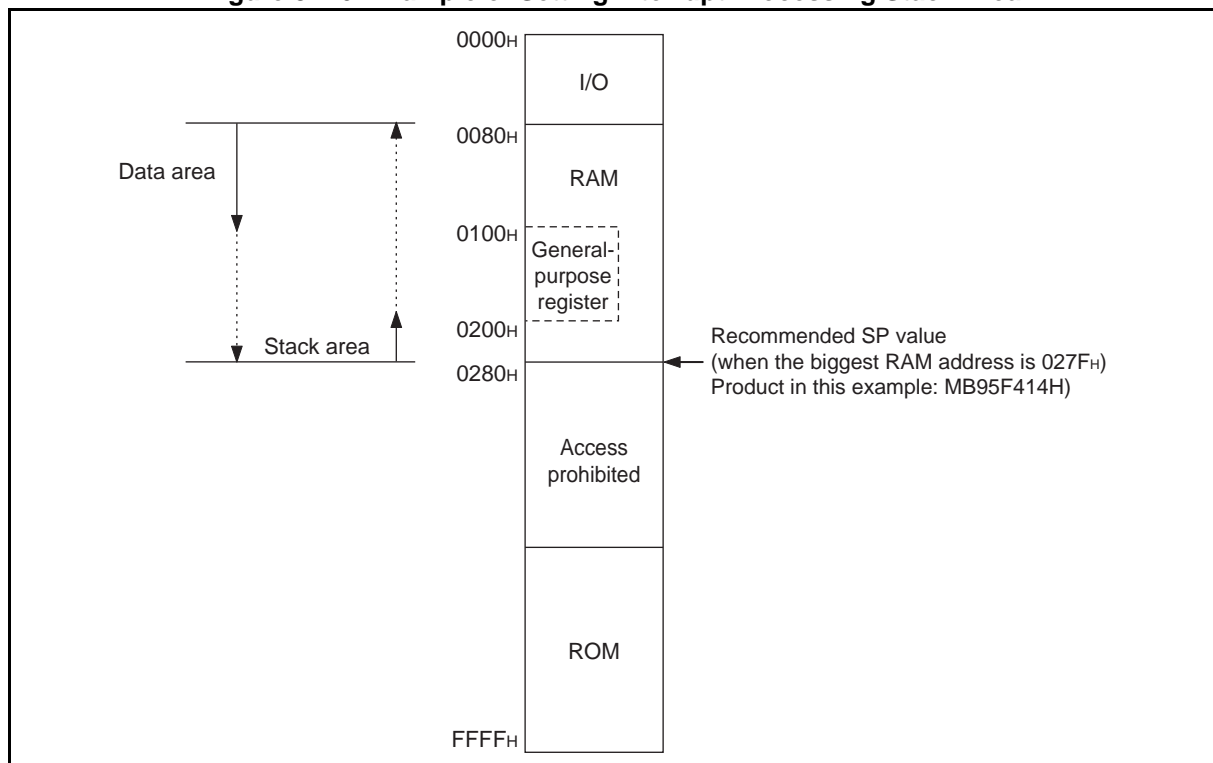 0000H
I/O
0080H
Data area
RAM
0100H
General-
purpose
register
0200H
Stack area
0280H
Recommended SP value
(when the biggest RAM address is 027FH)
Product in this example: MB95F414H)
Access
prohibited
ROM
FFFFH